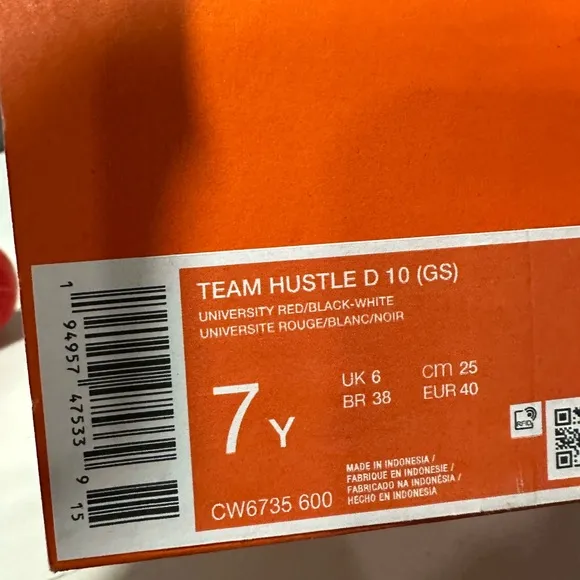 TEAM HUSTLE D 10 (GS)
UNIVERSITY RED/BLACK-WHITE
UNIVERSITE ROUGE/BLANC/NOIR
7 Y
UK 6 cm 25
BR 38 EUR 40
MADE IN INDONESIA /
FABRIQUE EN INDONESIE /
FABRICADO NA INDONÉSIA /
HECHO EN INDONESIA
CW6735 600
RFID
1 94957 47533 9 15